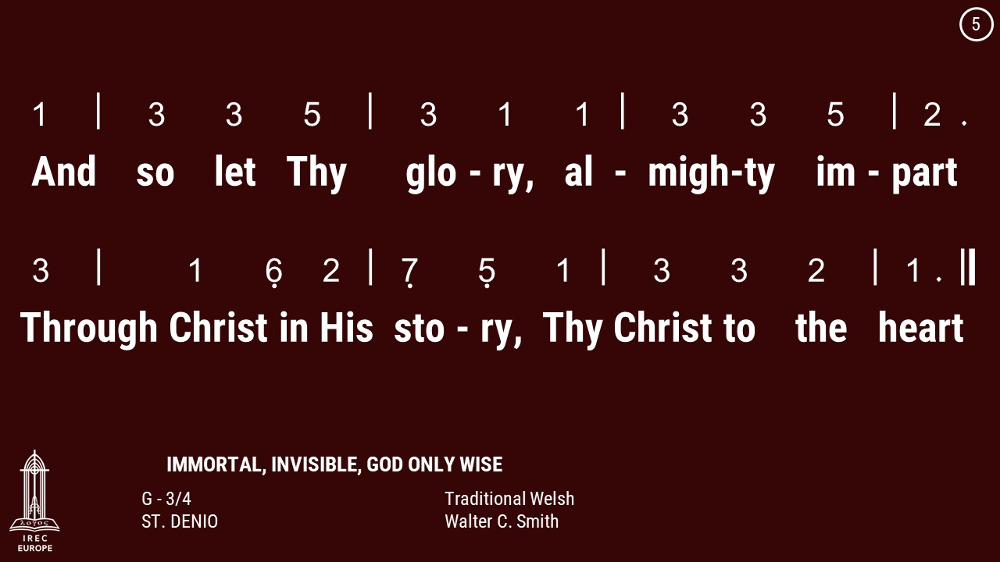 5
1 | 3 3 5 | 3 1 1 | 3 3 5 | 2 .
And so let Thy glo - ry, al - migh-ty im - part
3 | 1 6̣ 2 | 7̣ 5̣ 1 | 3 3 2 | 1 . ||
Through Christ in His sto - ry, Thy Christ to the heart
IMMORTAL, INVISIBLE, GOD ONLY WISE
G - 3/4 Traditional Welsh
ST. DENIO Walter C. Smith
λογος
IREC
EUROPE